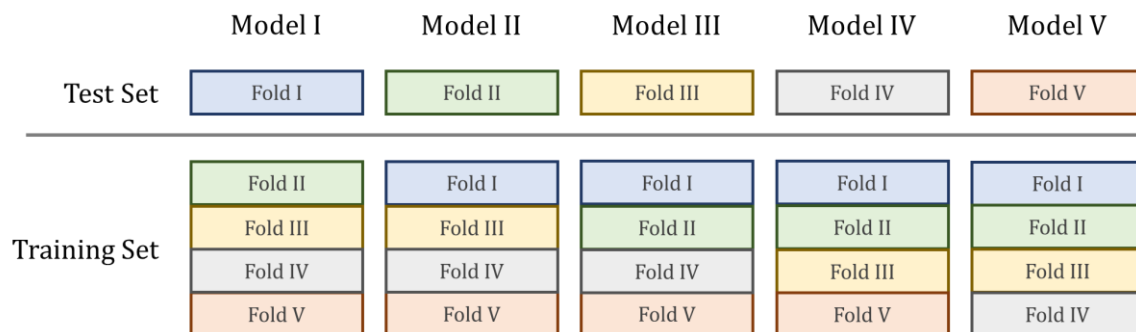 Model I Model II Model III Model IV Model V
Test Set Fold I Fold II Fold III Fold IV Fold V
Fold II Fold I Fold I Fold I Fold I
Fold III Fold III Fold II Fold II Fold II
Training Set
Fold IV Fold IV Fold IV Fold III Fold III
Fold V Fold V Fold V Fold V Fold IV